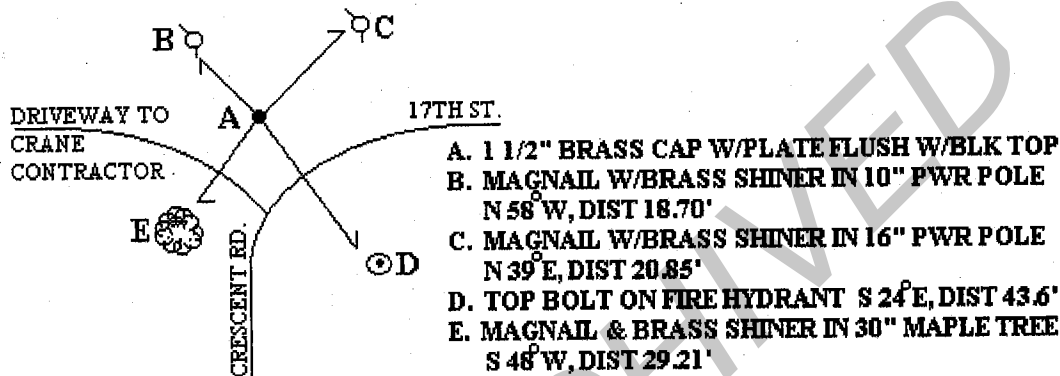 B
C
DRIVEWAY TO
CRANE
CONTRACTOR
A
17TH ST.
E
D
CRESCENT RD.
A. 1 1/2" BRASS CAP W/PLATE FLUSH W/BLK TOP
B. MAGNAIL W/BRASS SHINER IN 10" PWR POLE
N 58° W, DIST 18.70'
C. MAGNAIL W/BRASS SHINER IN 16" PWR POLE
N 39° E, DIST 20.85'
D. TOP BOLT ON FIRE HYDRANT S 24° E, DIST 43.6'
E. MAGNAIL & BRASS SHINER IN 30" MAPLE TREE
S 48° W, DIST 29.21'